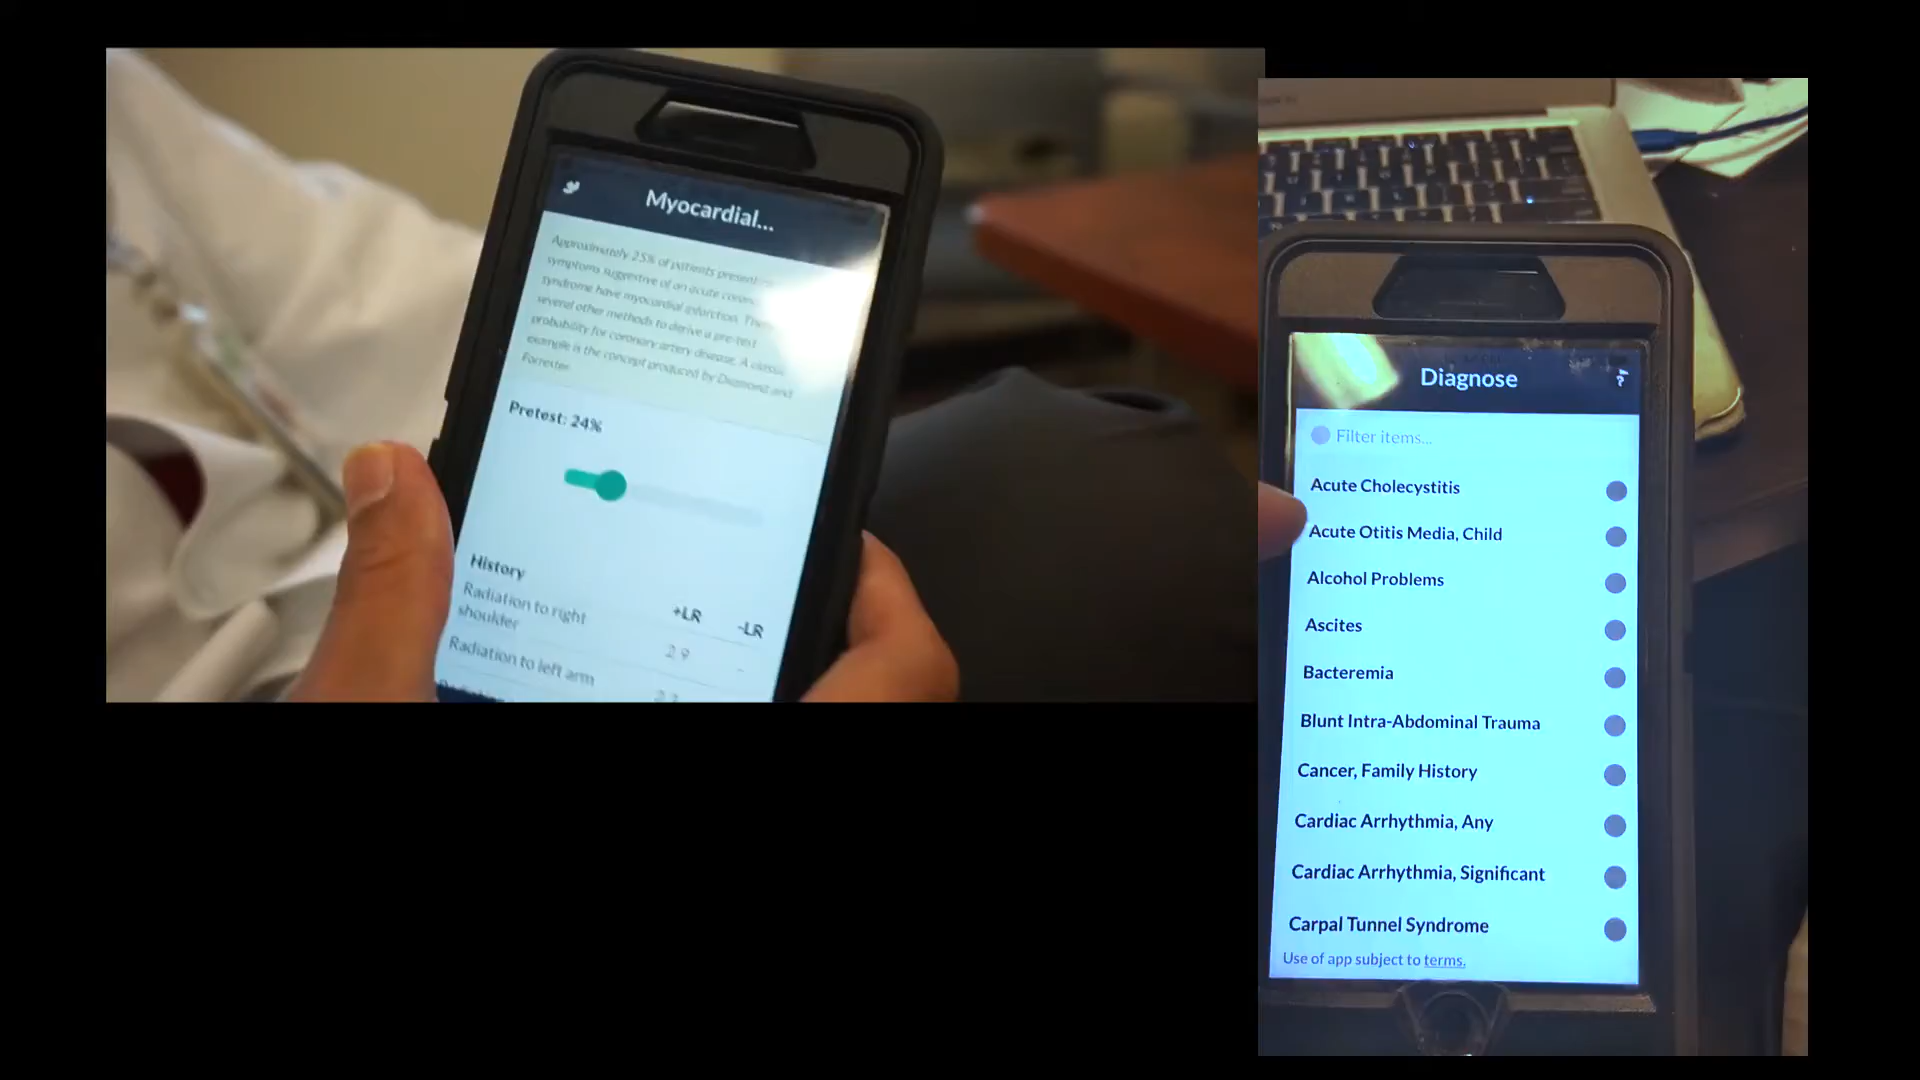 Myocardial...
Approximately 25% of patients present
symptoms suggestive of an acute coron
syndrome have myocardial infarction. The
several other methods to derive a pre-test
probability for coronary artery disease. A classic
example is the concept produced by Diamond and
Forrester.
Pretest: 24%
History
+LR -LR
Radiation to right
shoulder
2.9 -
Radiation to left arm
Diagnose
?
Filter items...
Acute Cholecystitis
Acute Otitis Media, Child
Alcohol Problems
Ascites
Bacteremia
Blunt Intra-Abdominal Trauma
Cancer, Family History
Cardiac Arrhythmia, Any
Cardiac Arrhythmia, Significant
Carpal Tunnel Syndrome
Use of app subject to terms.